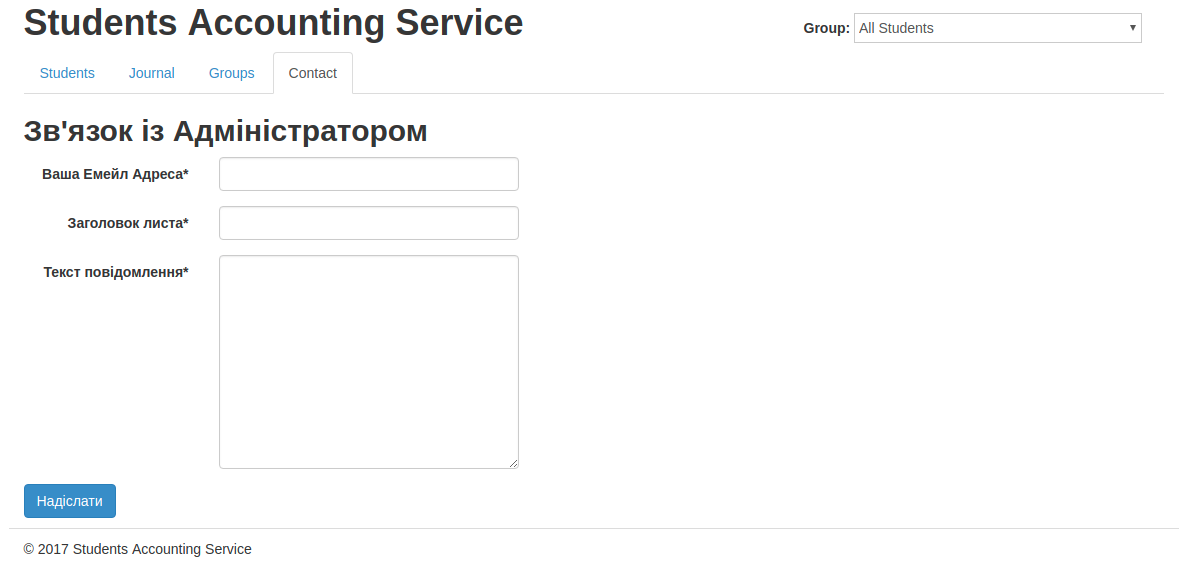 Students Accounting Service
Group: All Students
Students Journal Groups Contact
Зв'язок із Адміністратором
Ваша Емейл Адреса*
Заголовок листа*
Текст повідомлення*
Надіслати
© 2017 Students Accounting Service